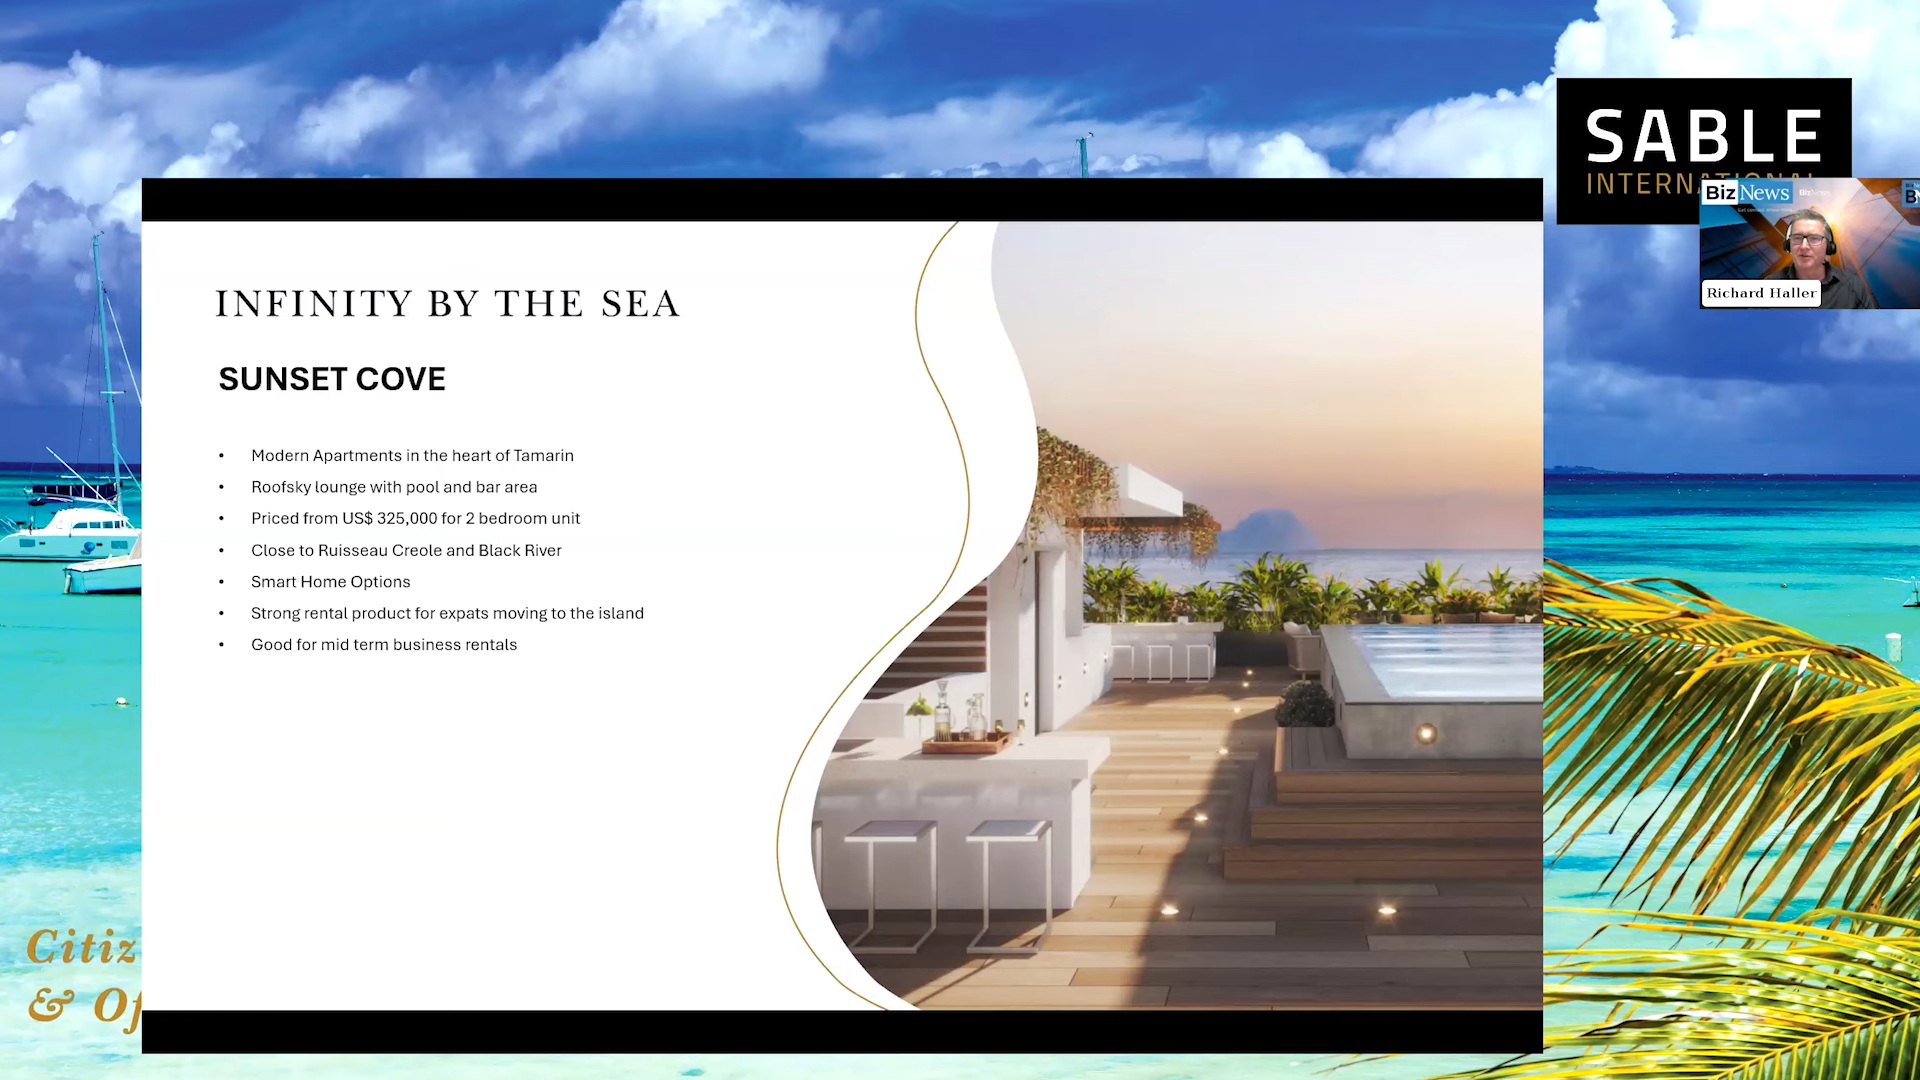 SABLE
INTERNATIONAL
BizNews
Richard Haller
INFINITY BY THE SEA
SUNSET COVE
• Modern Apartments in the heart of Tamarin
• Roofsky lounge with pool and bar area
• Priced from US$ 325,000 for 2 bedroom unit
• Close to Ruisseau Creole and Black River
• Smart Home Options
• Strong rental product for expats moving to the island
• Good for mid term business rentals
Citiz
& Of